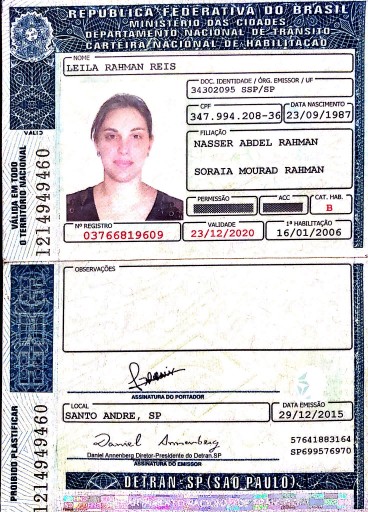 REPÚBLICA FEDERATIVA DO BRASIL
MINISTÉRIO DAS CIDADES
DEPARTAMENTO NACIONAL DE TRÂNSITO
CARTEIRA NACIONAL DE HABILITAÇÃO
NOME
LEILA RAHMAN REIS
DOC. IDENTIDADE / ÓRG. EMISSOR / UF
34302095 SSP/SP
CPF
DATA NASCIMENTO
347.994.208-36
23/09/1987
FILIAÇÃO
NASSER ABDEL RAHMAN
SORAIA MOURAD RAHMAN
PERMISSÃO
ACC
CAT. HAB.
B
Nº REGISTRO
VALIDADE
1ª HABILITAÇÃO
03766819609
23/12/2020
16/01/2006
VÁLIDA EM TODO
O TERRITÓRIO NACIONAL
1214949460
OBSERVAÇÕES
ASSINATURA DO PORTADOR
LOCAL
DATA EMISSÃO
SANTO ANDRE, SP
29/12/2015
Daniel Annenberg
57641883164
SP699576970
Daniel Annenberg Diretor-Presidente do Detran.SP
ASSINATURA DO EMISSOR
PROIBIDO PLASTIFICAR
1214949460
DETRAN-SP(SAO PAULO)